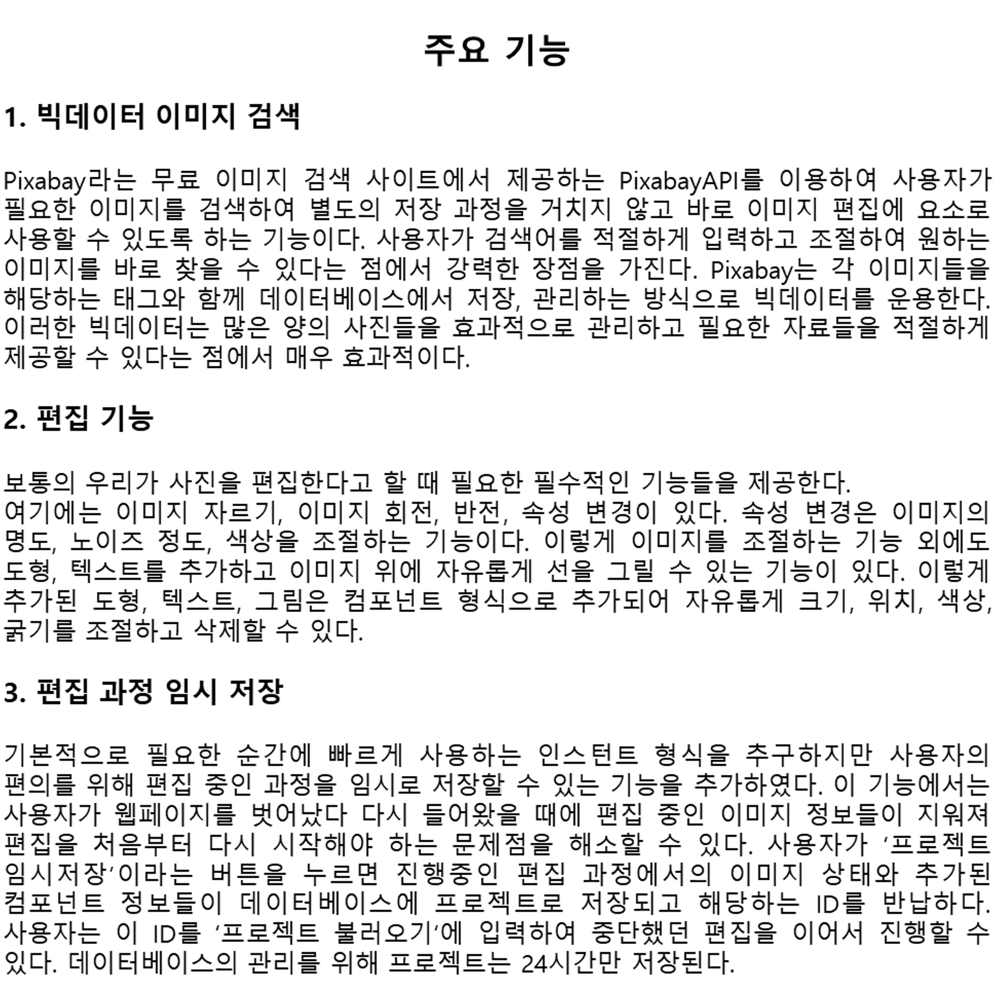 주요 기능
1. 빅데이터 이미지 검색
Pixabay라는 무료 이미지 검색 사이트에서 제공하는 PixabayAPI를 이용하여 사용자가
필요한 이미지를 검색하여 별도의 저장 과정을 거치지 않고 바로 이미지 편집에 요소로
사용할 수 있도록 하는 기능이다. 사용자가 검색어를 적절하게 입력하고 조절하여 원하는
이미지를 바로 찾을 수 있다는 점에서 강력한 장점을 가진다. Pixabay는 각 이미지들을
해당하는 태그와 함께 데이터베이스에서 저장, 관리하는 방식으로 빅데이터를 운용한다.
이러한 빅데이터는 많은 양의 사진들을 효과적으로 관리하고 필요한 자료들을 적절하게
제공할 수 있다는 점에서 매우 효과적이다.
2. 편집 기능
보통의 우리가 사진을 편집한다고 할 때 필요한 필수적인 기능들을 제공한다.
여기에는 이미지 자르기, 이미지 회전, 반전, 속성 변경이 있다. 속성 변경은 이미지의
명도, 노이즈 정도, 색상을 조절하는 기능이다. 이렇게 이미지를 조절하는 기능 외에도
도형, 텍스트를 추가하고 이미지 위에 자유롭게 선을 그릴 수 있는 기능이 있다. 이렇게
추가된 도형, 텍스트, 그림은 컴포넌트 형식으로 추가되어 자유롭게 크기, 위치, 색상,
굵기를 조절하고 삭제할 수 있다.
3. 편집 과정 임시 저장
기본적으로 필요한 순간에 빠르게 사용하는 인스턴트 형식을 추구하지만 사용자의
편의를 위해 편집 중인 과정을 임시로 저장할 수 있는 기능을 추가하였다. 이 기능에서는
사용자가 웹페이지를 벗어났다 다시 들어왔을 때에 편집 중인 이미지 정보들이 지워져
편집을 처음부터 다시 시작해야 하는 문제점을 해소할 수 있다. 사용자가 '프로젝트
임시저장'이라는 버튼을 누르면 진행중인 편집 과정에서의 이미지 상태와 추가된
컴포넌트 정보들이 데이터베이스에 프로젝트로 저장되고 해당하는 ID를 반납하다.
사용자는 이 ID를 '프로젝트 불러오기'에 입력하여 중단했던 편집을 이어서 진행할 수
있다. 데이터베이스의 관리를 위해 프로젝트는 24시간만 저장된다.